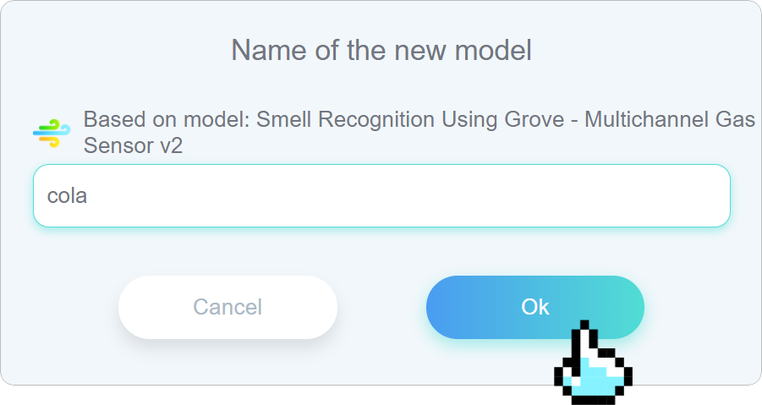 Name of the new model
Based on model: Smell Recognition Using Grove - Multichannel Gas
Sensor v2
cola
Cancel
Ok